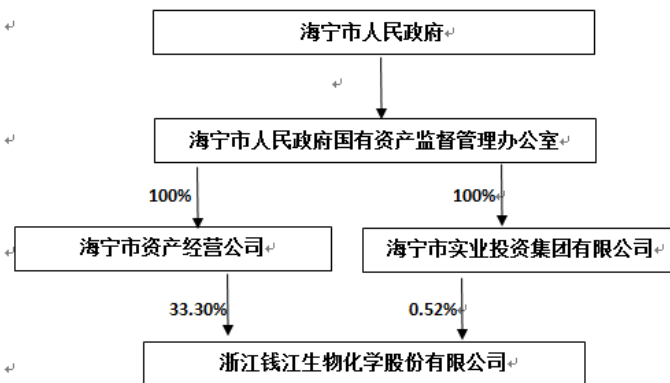 海宁市人民政府
海宁市人民政府国有资产监督管理办公室
100% 100%
海宁市资产经营公司 海宁市实业投资集团有限公司
33.30% 0.52%
浙江钱江生物化学股份有限公司